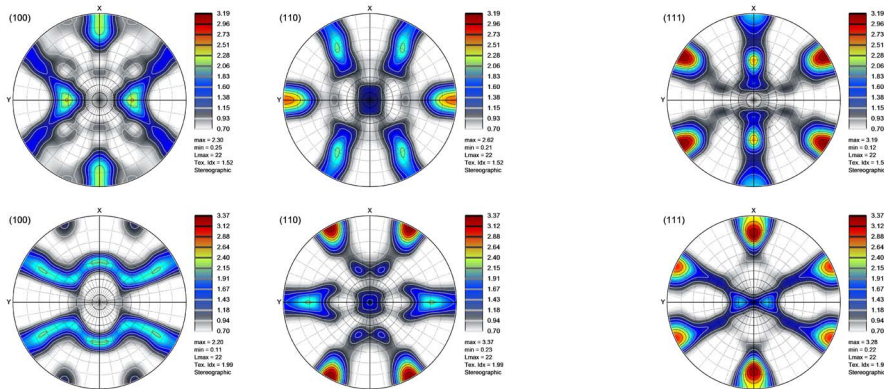 (100)
X
Y
3.19
2.96
2.73
2.51
2.28
2.06
1.83
1.60
1.38
1.15
0.93
0.70
max = 2.30
min = 0.25
Lmax = 22
Tex. Idx = 1.52
Stereographic
(110)
X
Y
3.19
2.96
2.73
2.51
2.28
2.06
1.83
1.60
1.38
1.15
0.93
0.70
max = 2.62
min = 0.21
Lmax = 22
Tex. Idx = 1.52
Stereographic
(111)
X
Y
3.19
2.96
2.73
2.51
2.28
2.06
1.83
1.60
1.38
1.15
0.93
0.70
max = 3.19
min = 0.12
Lmax = 22
Tex. Idx = 1.5
Stereographic
(100)
X
Y
3.37
3.12
2.88
2.64
2.40
2.15
1.91
1.67
1.43
1.18
0.94
0.70
max = 2.20
min = 0.11
Lmax = 22
Tex. Idx = 1.99
Stereographic
(110)
X
Y
3.37
3.12
2.88
2.64
2.40
2.15
1.91
1.67
1.43
1.18
0.94
0.70
max = 3.37
min = 0.23
Lmax = 22
Tex. Idx = 1.99
Stereographic
(111)
X
Y
3.37
3.12
2.88
2.64
2.40
2.15
1.91
1.67
1.43
1.18
0.94
0.70
max = 3.28
min = 0.22
Lmax = 22
Tex. Idx = 1.9
Stereographic